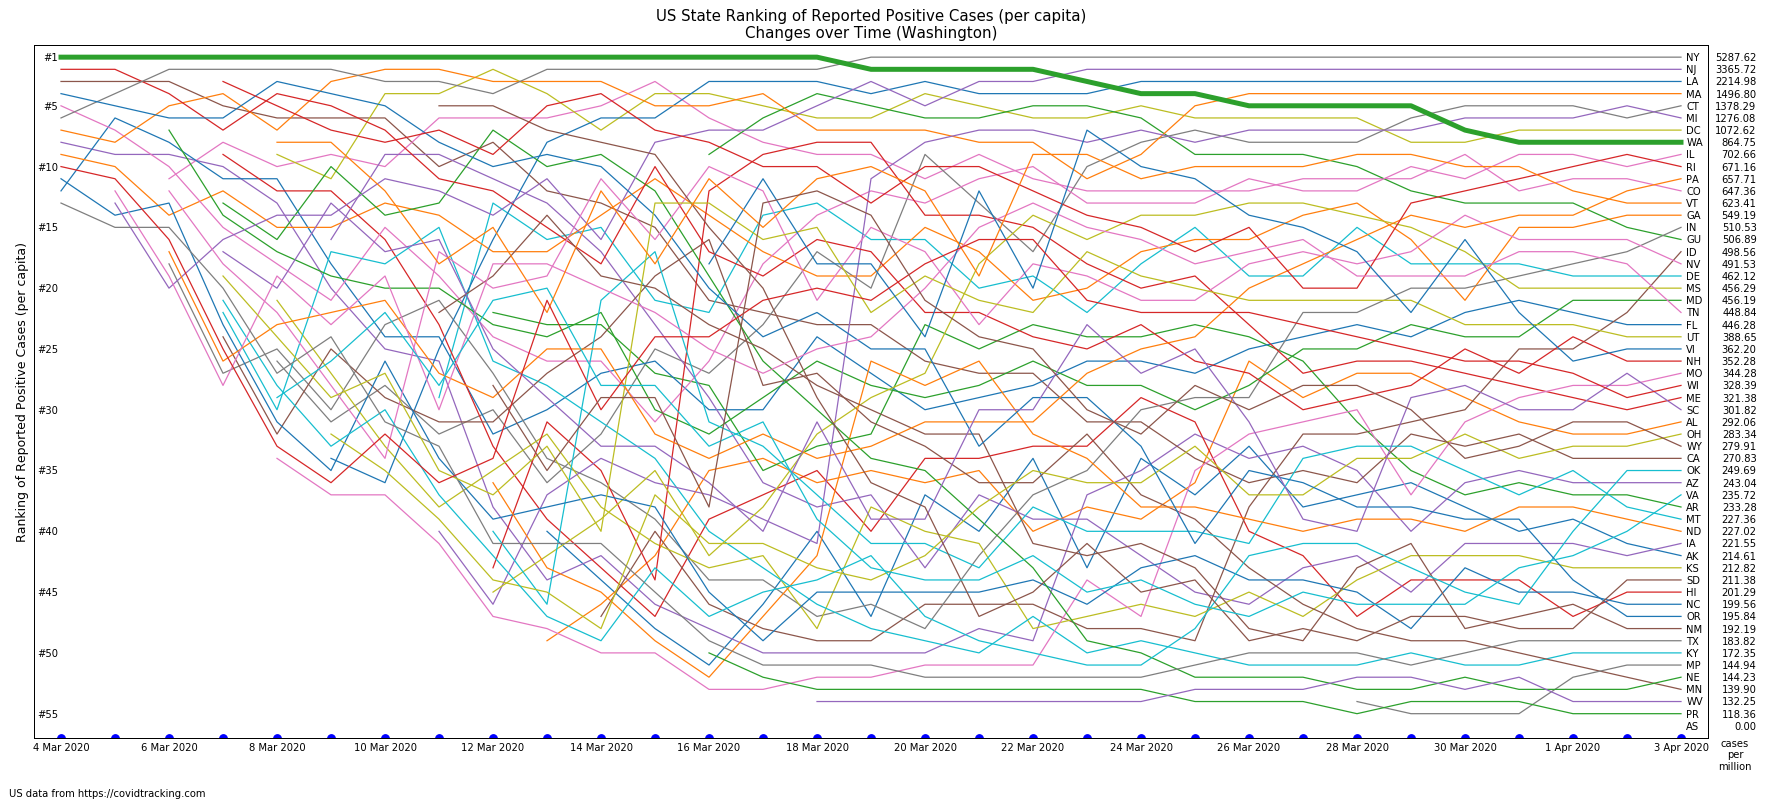 US State Ranking of Reported Positive Cases (per capita)
Changes over Time (Washington)
Ranking of Reported Positive Cases (per capita)
#1
#5
#10
#15
#20
#25
#30
#35
#40
#45
#50
#55
NY 5287.62
NJ 3365.72
LA 2214.98
MA 1496.80
CT 1378.29
MI 1276.08
DC 1072.62
WA 864.75
IL 702.66
RI 671.16
PA 657.71
CO 647.36
VT 623.41
GA 549.19
IN 510.53
GU 506.89
ID 498.56
NV 491.53
DE 462.12
MS 456.29
MD 456.19
TN 448.84
FL 446.28
UT 388.65
VI 362.20
NH 352.28
MO 344.28
WI 328.39
ME 321.38
SC 301.82
AL 292.06
OH 283.34
WY 279.91
CA 270.83
OK 249.69
AZ 243.04
VA 235.72
AR 233.28
MT 227.36
ND 227.02
IA 221.55
AK 214.61
KS 212.82
SD 211.38
HI 201.29
NC 199.56
OR 195.84
NM 192.19
TX 183.82
KY 172.35
MP 144.94
NE 144.23
MN 139.90
WV 132.25
PR 118.36
AS 0.00
4 Mar 2020 6 Mar 2020 8 Mar 2020 10 Mar 2020 12 Mar 2020 14 Mar 2020 16 Mar 2020 18 Mar 2020 20 Mar 2020 22 Mar 2020 24 Mar 2020 26 Mar 2020 28 Mar 2020 30 Mar 2020 1 Apr 2020 3 Apr 2020
cases
per
million
US data from https://covidtracking.com